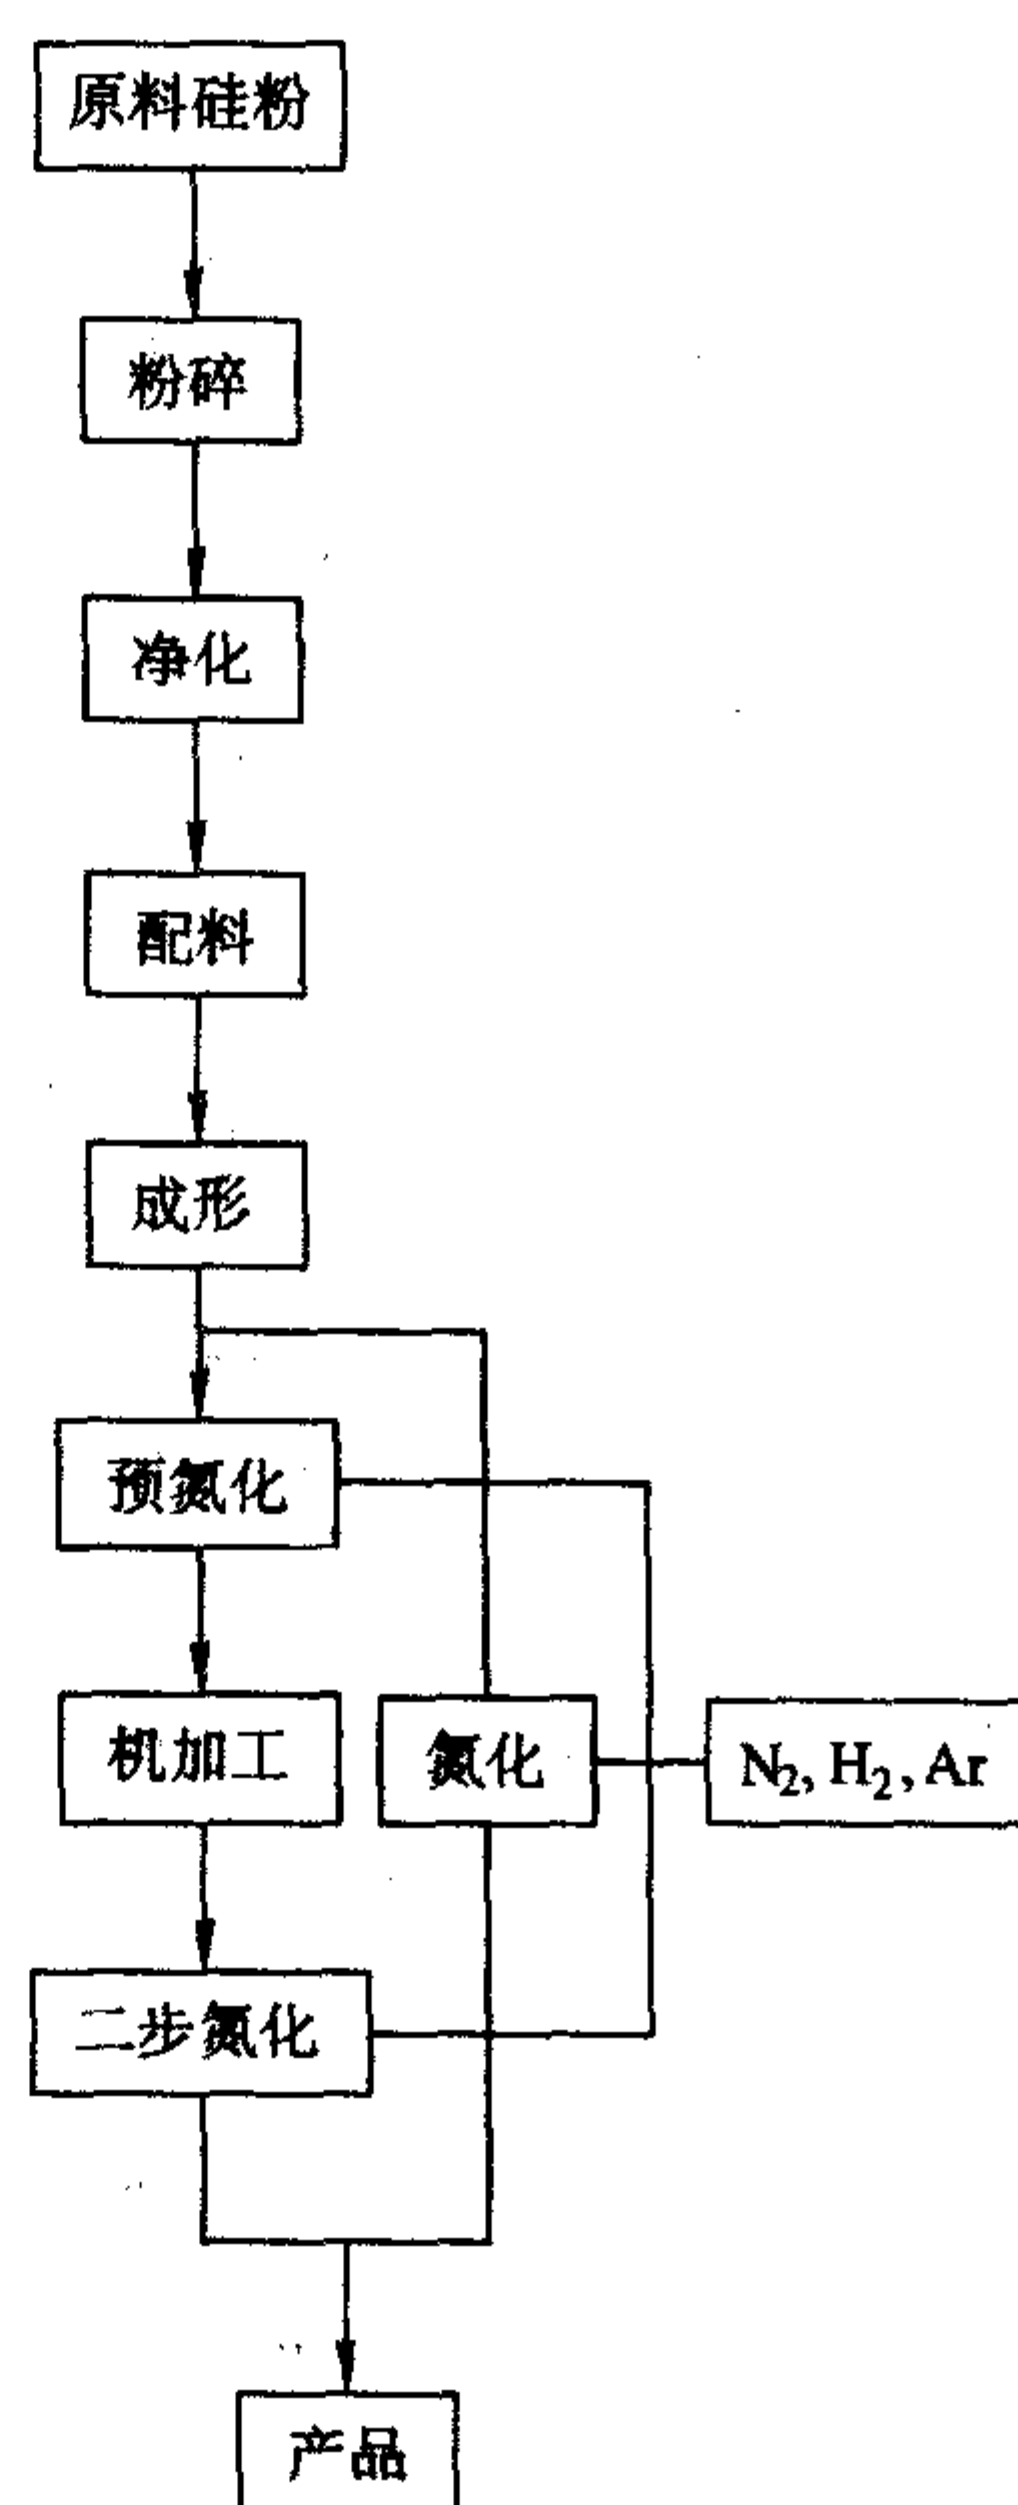 原料硅粉
粉碎
净化
配料
成形
预氮化
机加工
氮化
N₂, H₂, Ar
二步氮化
产品